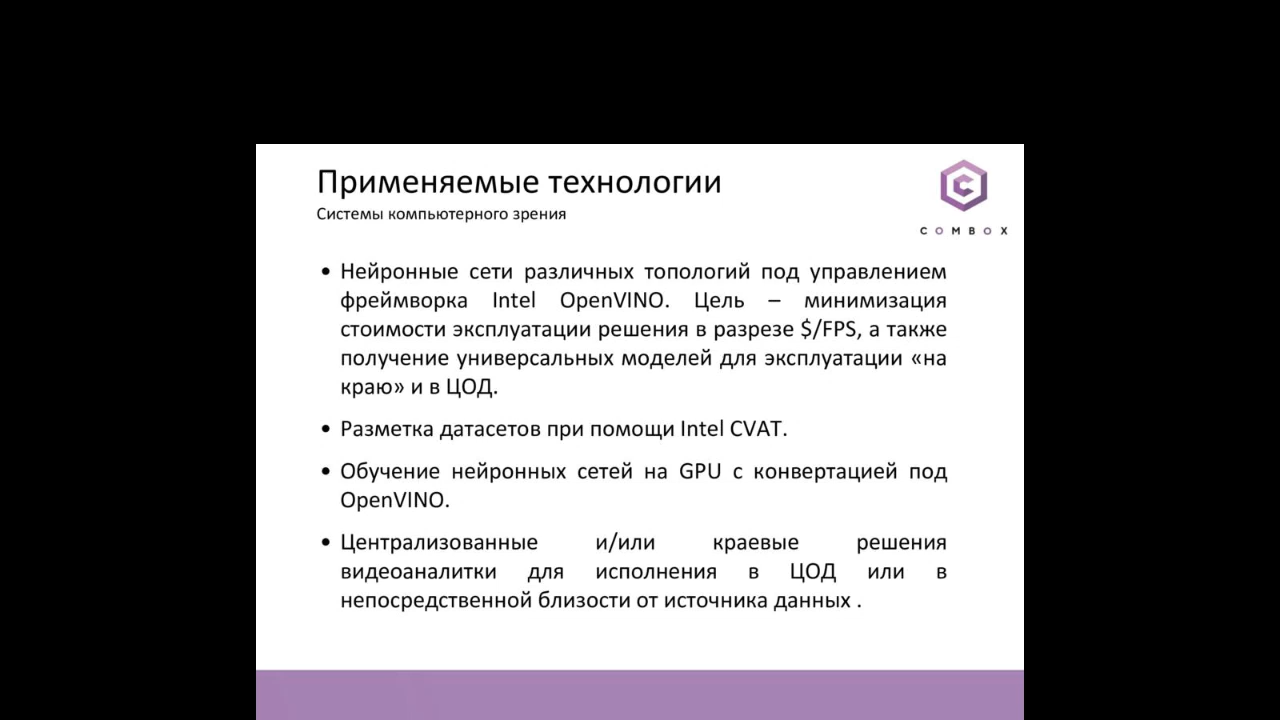 Применяемые технологии
Системы компьютерного зрения
COMBOX
• Нейронные сети различных топологий под управлением
фреймворка Intel OpenVINO. Цель – минимизация
стоимости эксплуатации решения в разрезе $/FPS, а также
получение универсальных моделей для эксплуатации «на
краю» и в ЦОД.
• Разметка датасетов при помощи Intel CVAT.
• Обучение нейронных сетей на GPU с конвертацией под
OpenVINO.
• Централизованные и/или краевые решения
видеоаналитки для исполнения в ЦОД или в
непосредственной близости от источника данных .